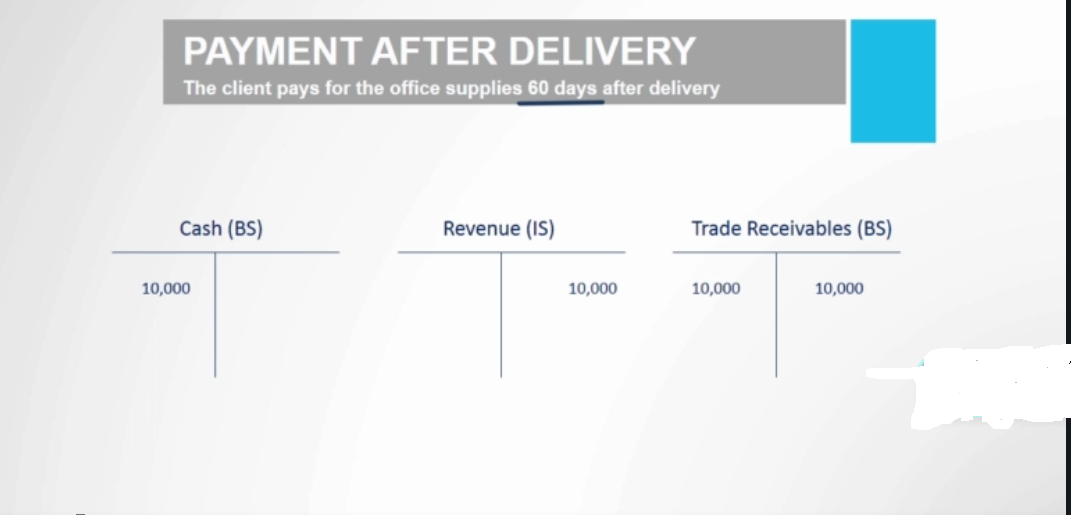 PAYMENT AFTER DELIVERY
The client pays for the office supplies 60 days after delivery
Cash (BS) Revenue (IS) Trade Receivables (BS)
10,000 10,000 10,000 10,000